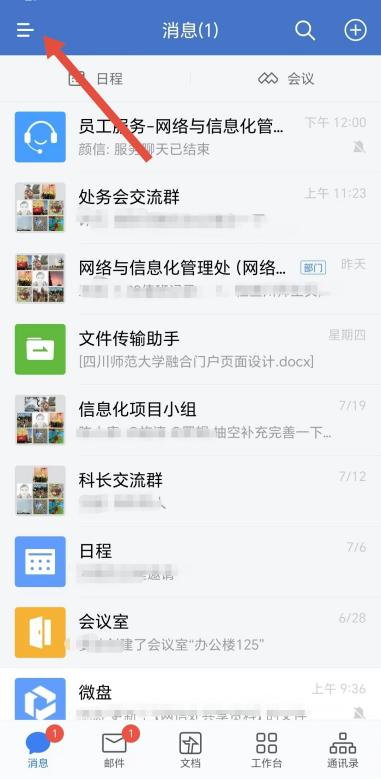 消息(1)
日程
会议
员工服务-网络与信息化管...
下午 12:00
颜信: 服务聊天已结束
处务会交流群
上午 11:23
网络与信息化管理处 (网络...
部门
昨天
文件传输助手
星期四
[四川师范大学融合门户页面设计.docx]
信息化项目小组
7/19
抽空补充完善一下...
科长交流群
7/12
人
日程
7/6
邀请
会议室
6/28
创建了会议室“办公楼125”
微盘
上午 9:36
1
1
消息
邮件
文档
工作台
通讯录